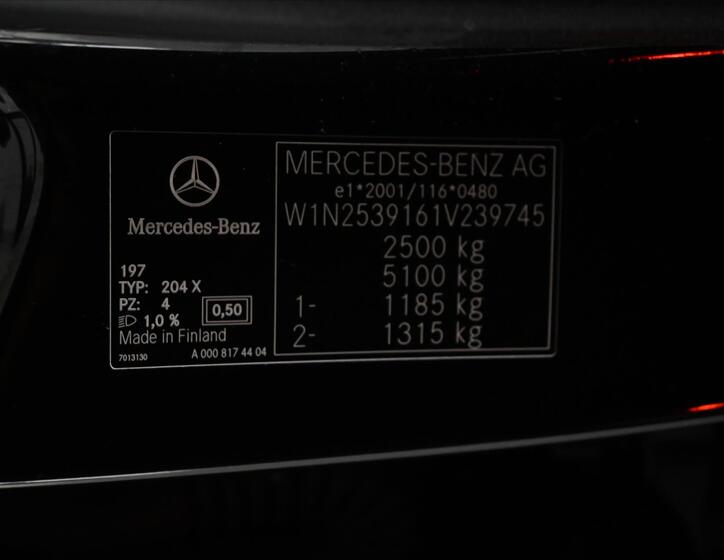 Mercedes-Benz
197
TYP: 204 X
PZ: 4
1,0 %
0,50
Made in Finland
7013130 A 000 817 44 04
MERCEDES-BENZ AG
e1*2001/116*0480
W1N2539161V239745
2500 kg
5100 kg
1- 1185 kg
2- 1315 kg